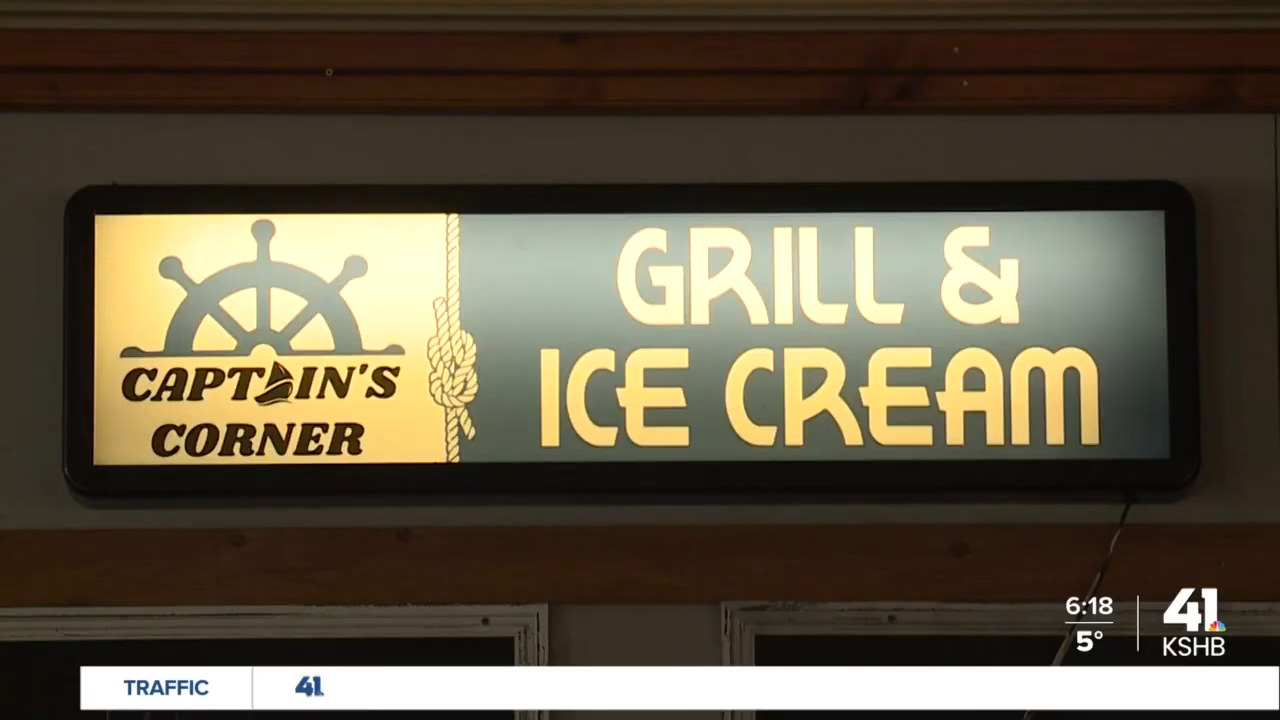 CAPTAIN'S
CORNER
GRILL &
ICE CREAM
6:18
5°
41
KSHB
TRAFFIC
41